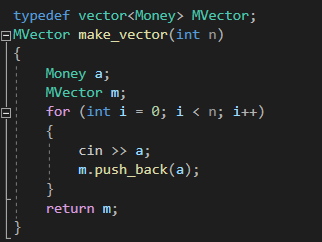 typedef vector<Money> MVector;
MVector make_vector(int n)
{
    Money a;
    MVector m;
    for (int i = 0; i < n; i++)
    {
        cin >> a;
        m.push_back(a);
    }
    return m;
}